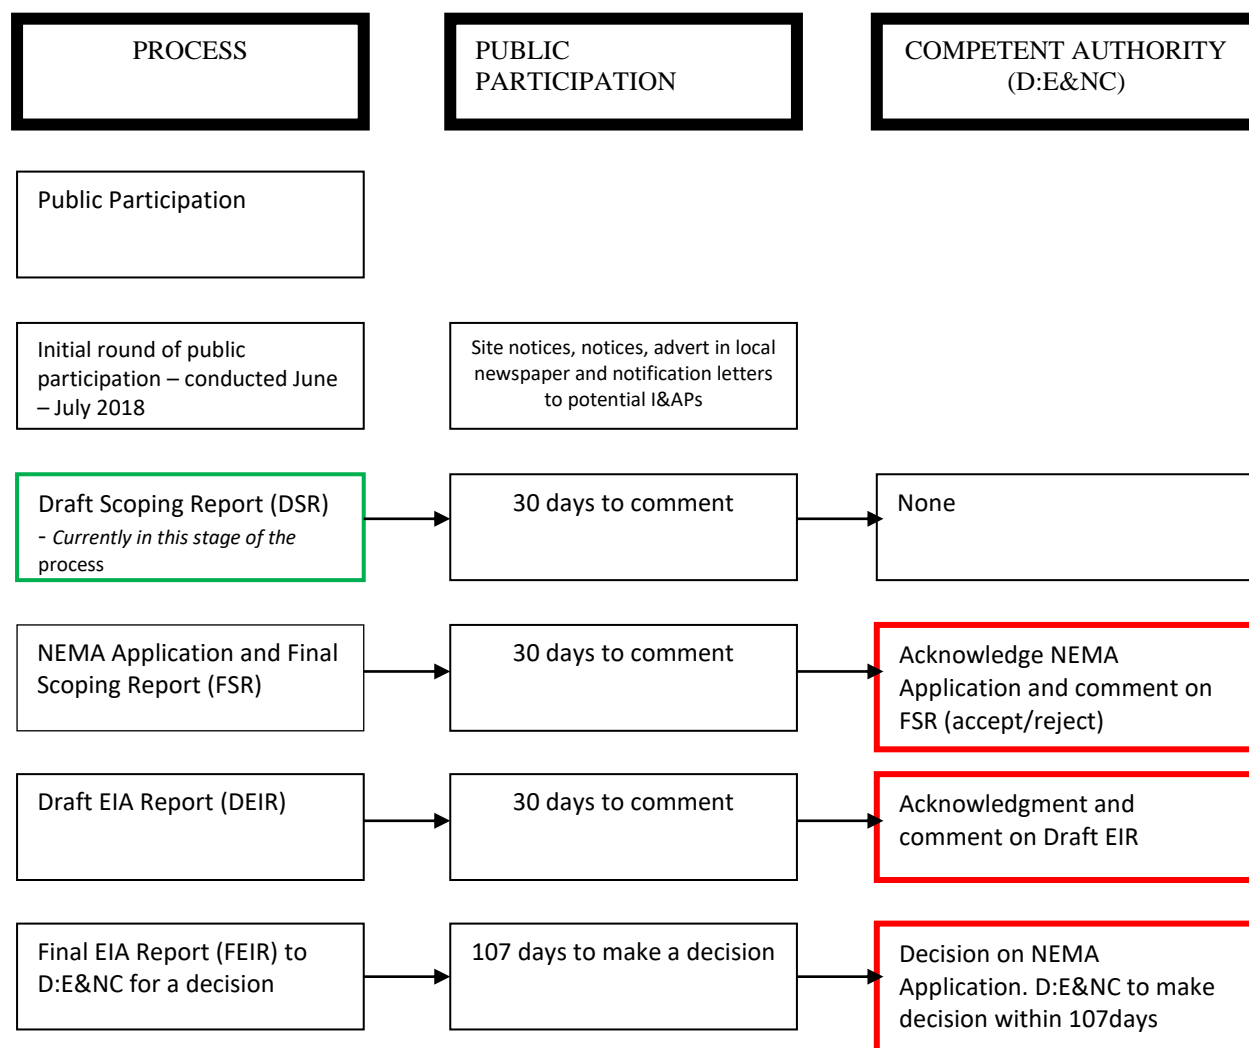 PROCESS
PUBLIC
PARTICIPATION
COMPETENT AUTHORITY
(D:E&NC)
Public Participation
Initial round of public
participation – conducted June
– July 2018
Site notices, notices, advert in local
newspaper and notification letters
to potential I&APs
Draft Scoping Report (DSR)
- Currently in this stage of the
process
30 days to comment
None
NEMA Application and Final
Scoping Report (FSR)
30 days to comment
Acknowledge NEMA
Application and comment on
FSR (accept/reject)
Draft EIA Report (DEIR)
30 days to comment
Acknowledgment and
comment on Draft EIR
Final EIA Report (FEIR) to
D:E&NC for a decision
107 days to make a decision
Decision on NEMA
Application. D:E&NC to make
decision within 107days